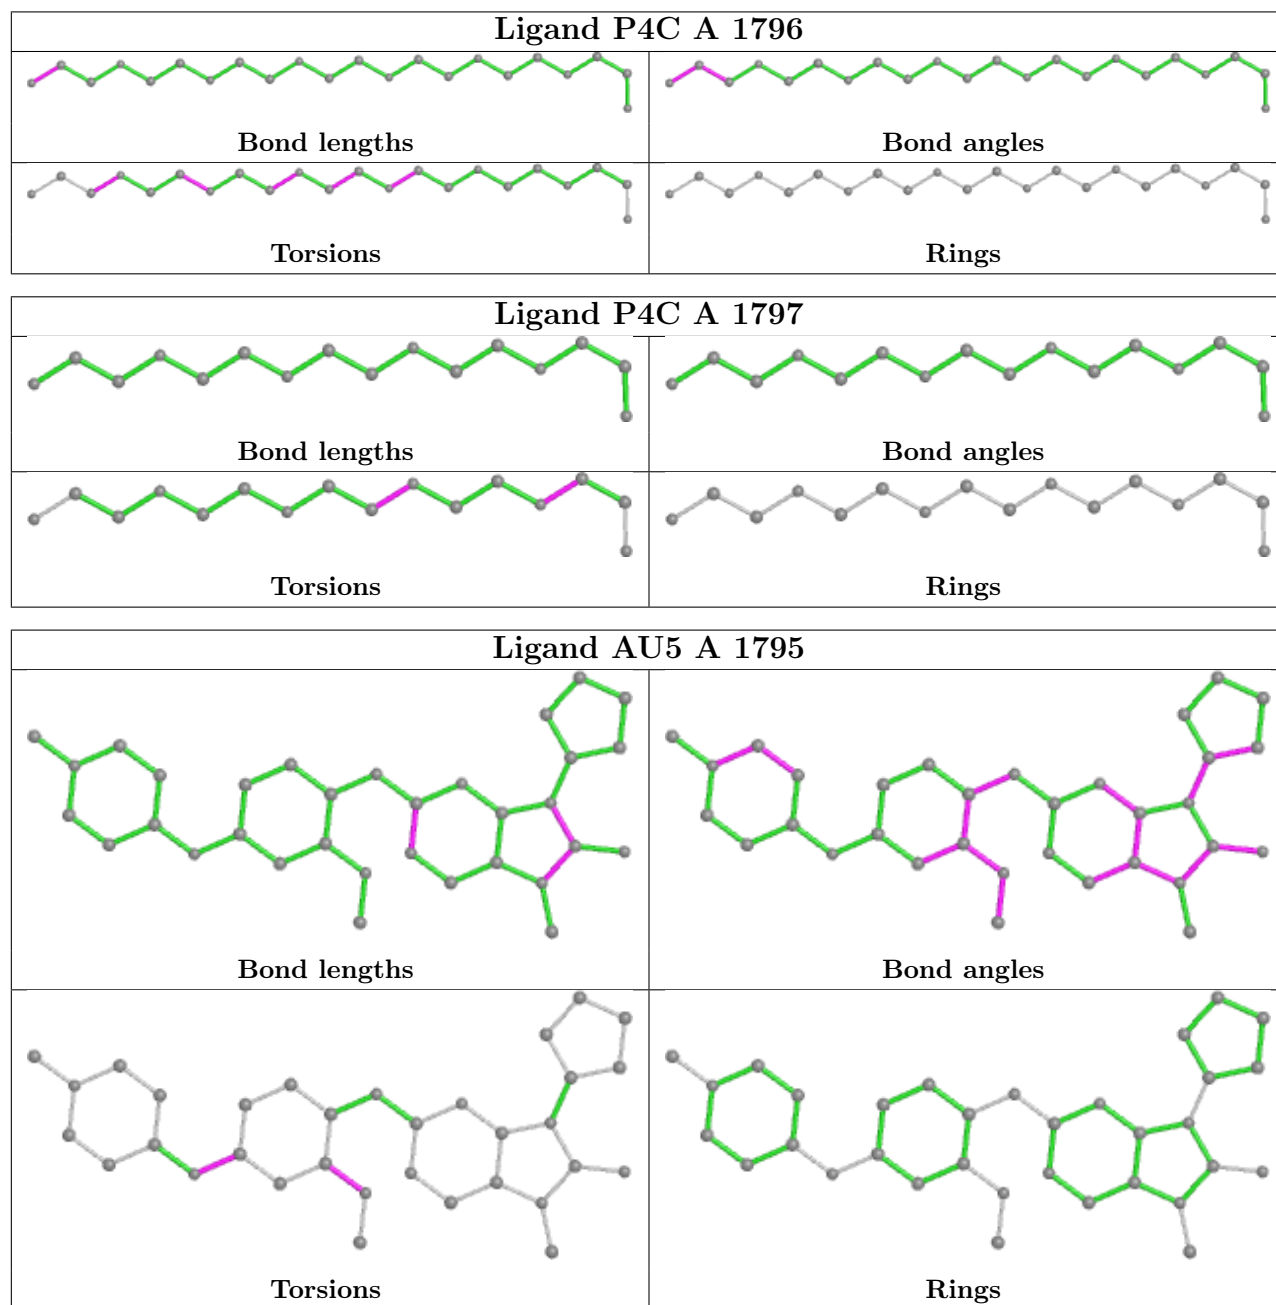 Ligand P4C A 1796
Bond lengths
Bond angles
Torsions
Rings
Ligand P4C A 1797
Bond lengths
Bond angles
Torsions
Rings
Ligand AU5 A 1795
Bond lengths
Bond angles
Torsions
Rings